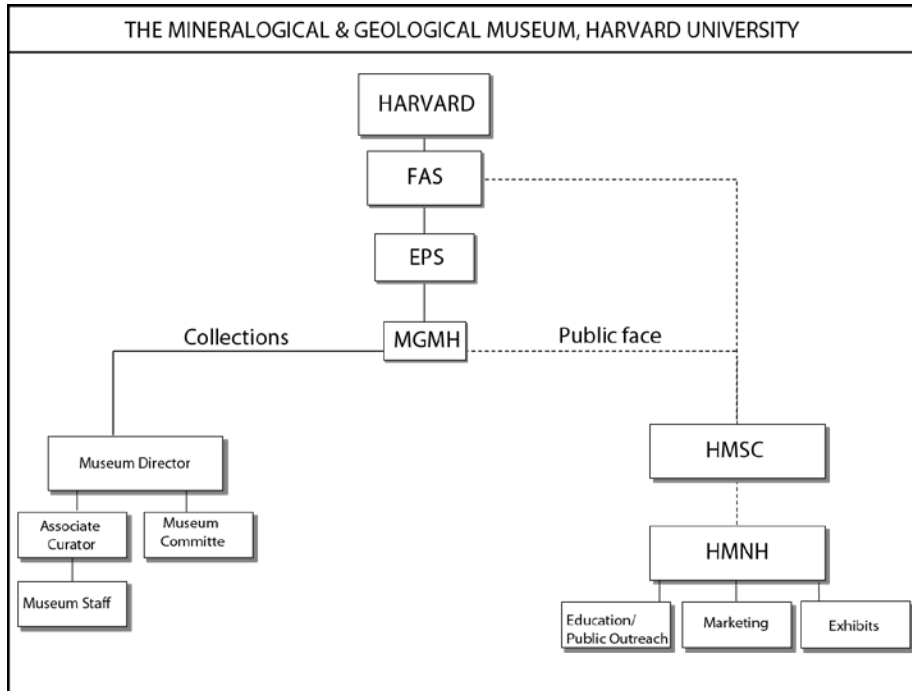 THE MINERALOGICAL & GEOLOGICAL MUSEUM, HARVARD UNIVERSITY
HARVARD
FAS
EPS
MGMH
Collections
Public face
Museum Director
Associate
Curator
Museum
Committe
Museum Staff
HMSC
HMNH
Education/
Public Outreach
Marketing
Exhibits